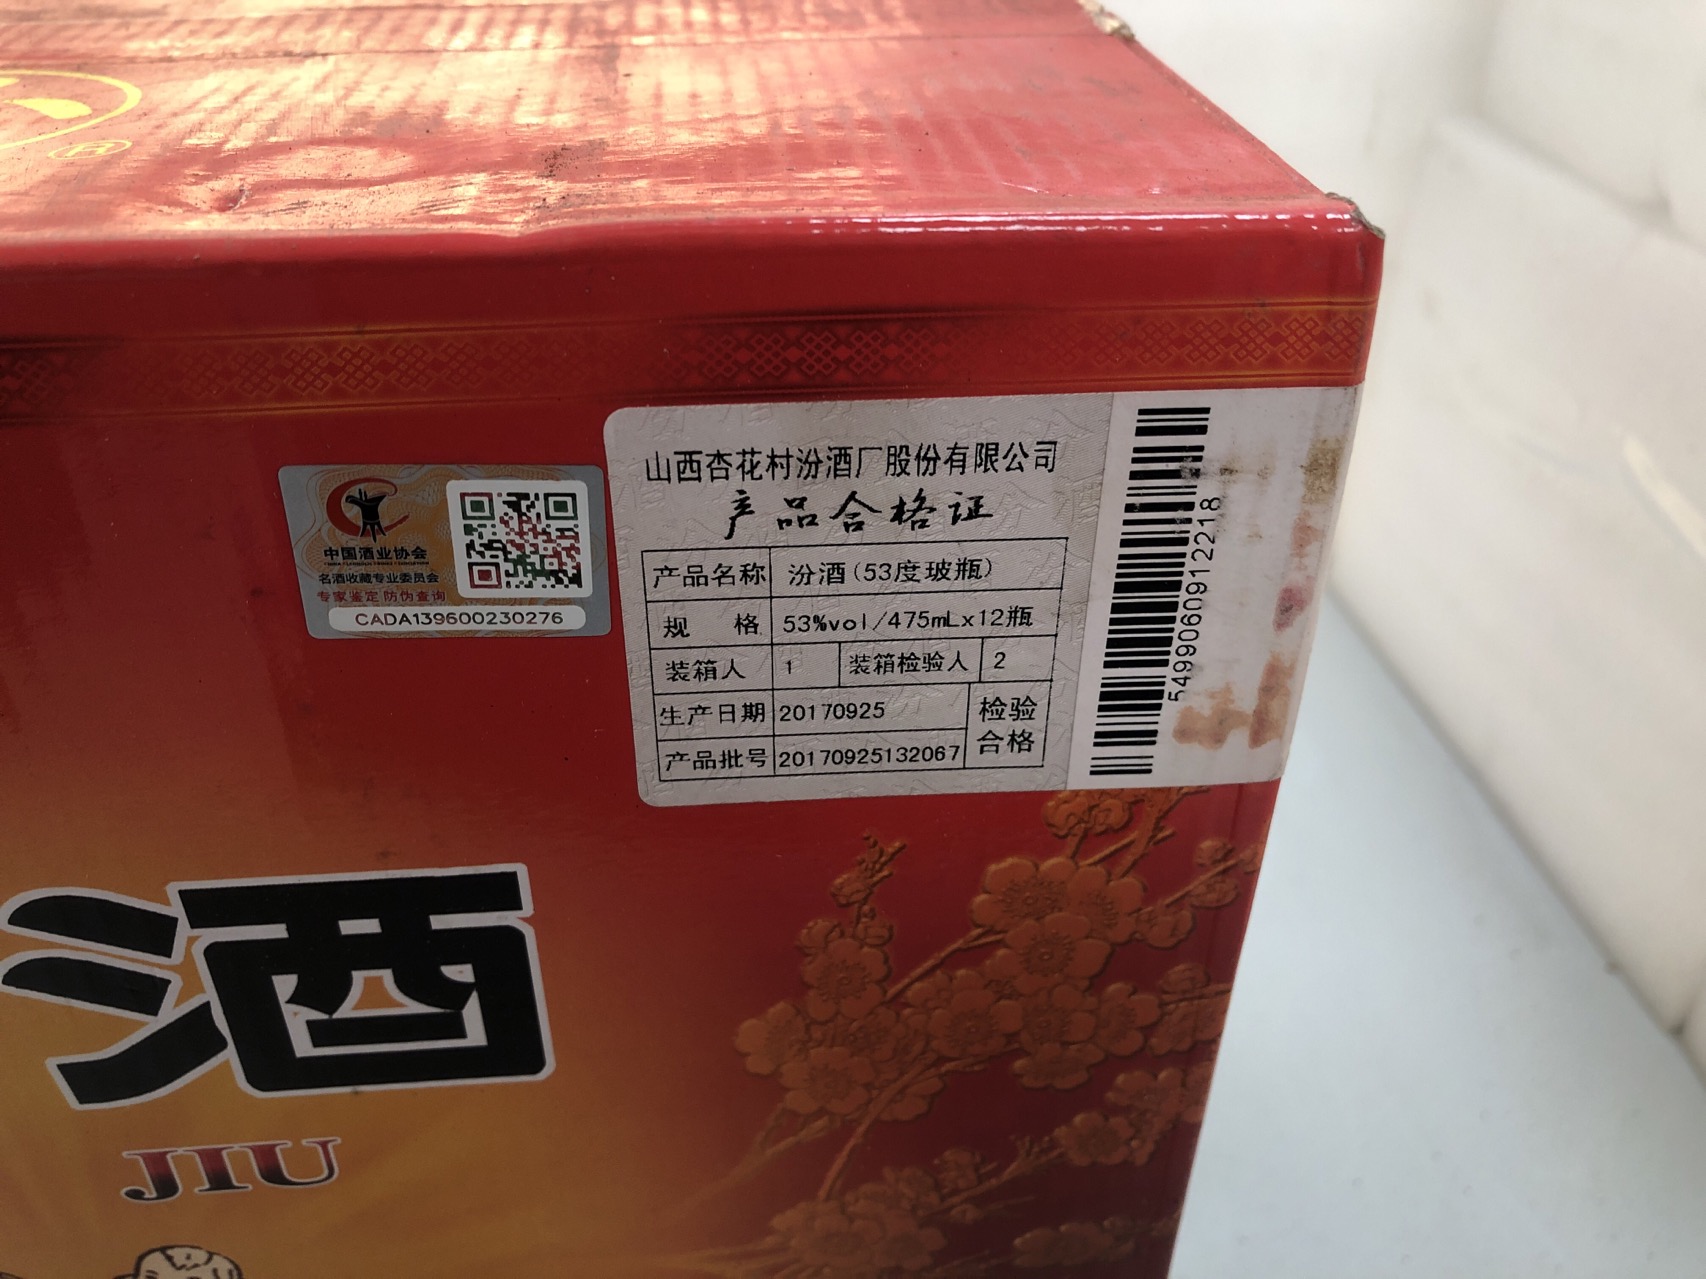 ®
山西杏花村汾酒厂股份有限公司
产品合格证
产品名称 汾酒(53度玻瓶)
规 格 53%vol/475mLx12瓶
装箱人 1 装箱检验人 2
生产日期 20170925 检验
产品批号 20170925132067 合格
5499060912218
中国酒业协会
名酒收藏专业委员会
专家鉴定 防伪查询
CADA139600230276
酒
JIU